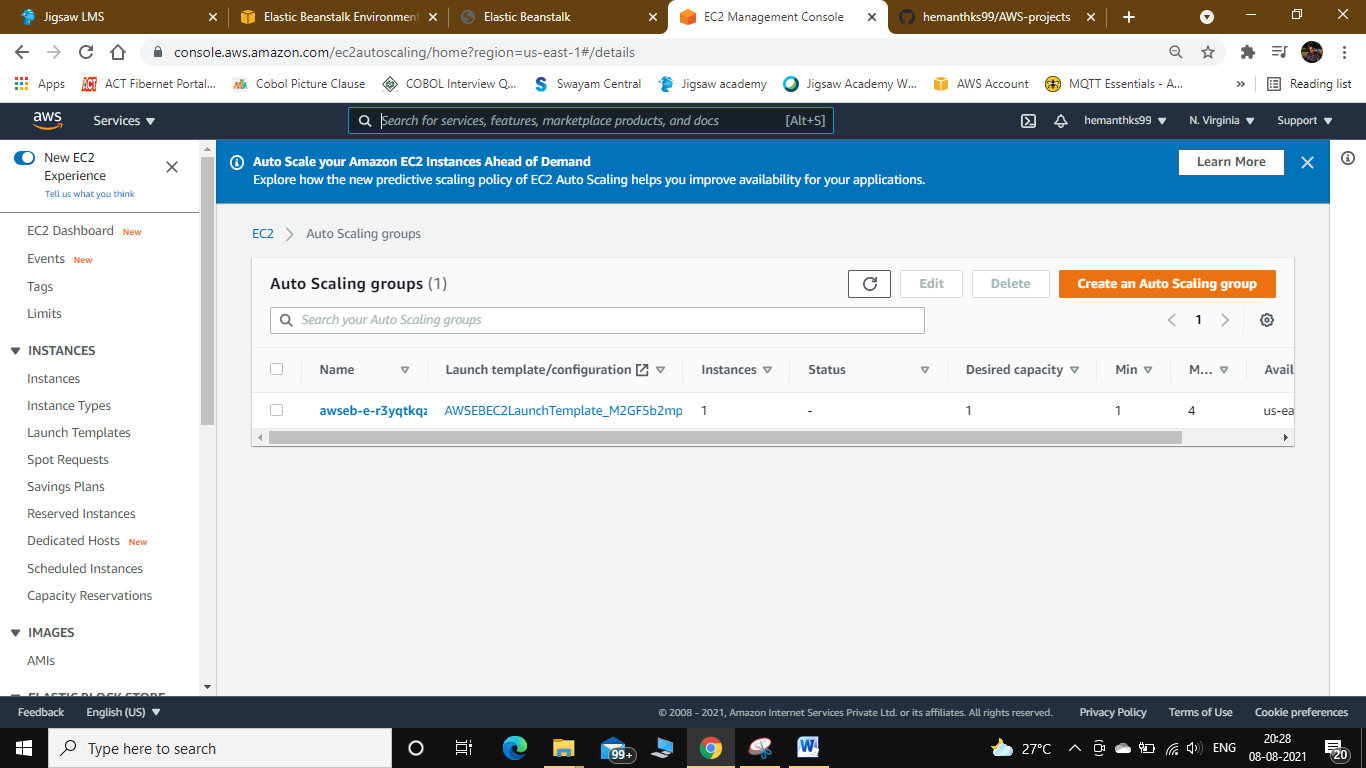 Jigsaw LMS
Elastic Beanstalk Environment
Elastic Beanstalk
EC2 Management Console
hemanthks99/AWS-projects
console.aws.amazon.com/ec2autoscaling/home?region=us-east-1#/details
Apps
ACT Fibernet Portal...
Cobol Picture Clause
COBOL Interview Q...
Swayam Central
Jigsaw academy
Jigsaw Academy W...
AWS Account
MQTT Essentials - A...
»
Reading list
aws
Services
Search for services, features, marketplace products, and docs
[Alt+S]
hemanthks99
N. Virginia
Support
New EC2
Experience
Tell us what you think
Auto Scale your Amazon EC2 Instances Ahead of Demand
Explore how the new predictive scaling policy of EC2 Auto Scaling helps you improve availability for your applications.
Learn More
EC2 Dashboard New
Events New
Tags
Limits
INSTANCES
Instances
Instance Types
Launch Templates
Spot Requests
Savings Plans
Reserved Instances
Dedicated Hosts New
Scheduled Instances
Capacity Reservations
IMAGES
AMIs
ELASTIC BLOCK STORE
EC2
Auto Scaling groups
Auto Scaling groups (1)
Edit
Delete
Create an Auto Scaling group
Search your Auto Scaling groups
1
Name
Launch template/configuration
Instances
Status
Desired capacity
Min
M...
Avail
awseb-e-r3yqtkqz
AWSEBEC2LaunchTemplate_M2GF5b2mp
1
-
1
1
4
us-ea
Feedback
English (US)
© 2008 - 2021, Amazon Internet Services Private Ltd. or its affiliates. All rights reserved.
Privacy Policy
Terms of Use
Cookie preferences
Type here to search
99+
27°C
ENG
20:28
08-08-2021
20